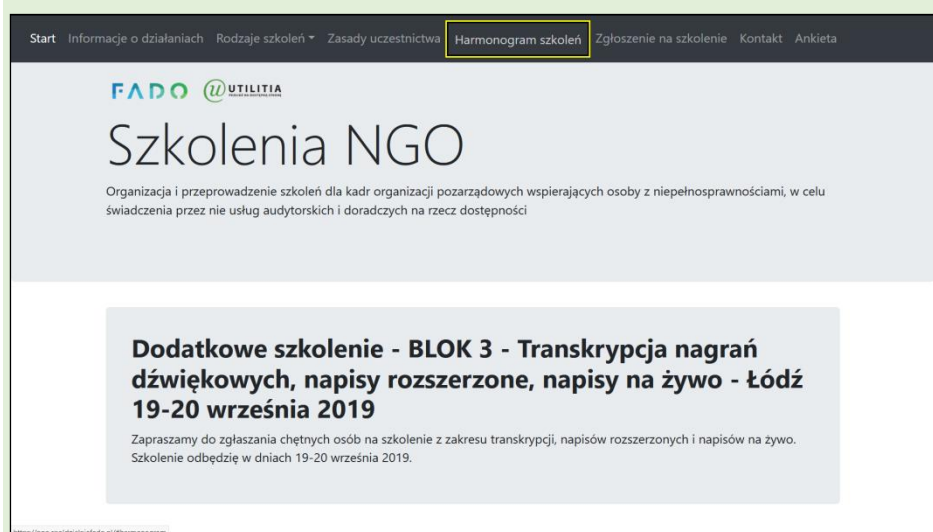 Start Informacje o działaniach Rodzaje szkoleń Zasady uczestnictwa Harmonogram szkoleń Zgłoszenie na szkolenie Kontakt Ankieta
FADO UTILITIA
Szkolenia NGO
Organizacja i przeprowadzenie szkoleń dla kadr organizacji pozarządowych wspierających osoby z niepełnosprawnościami, w celu
świadczenia przez nie usług audytorskich i doradczych na rzecz dostępności
Dodatkowe szkolenie - BLOK 3 - Transkrypcja nagrań
dźwiękowych, napisy rozszerzone, napisy na żywo - Łódź
19-20 września 2019
Zapraszamy do zgłaszania chętnych osób na szkolenie z zakresu transkrypcji, napisów rozszerzonych i napisów na żywo.
Szkolenie odbędzię w dniach 19-20 września 2019.